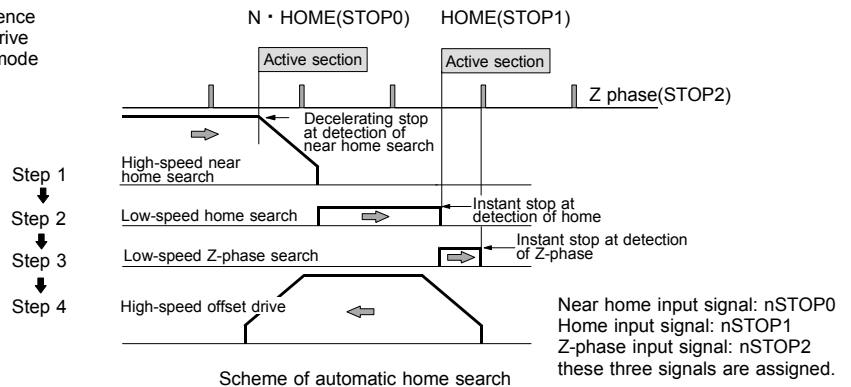 ence
rive
node
N・HOME(STOP0)
HOME(STOP1)
Active section
Active section
Z phase(STOP2)
Decelerating stop
at detection of
near home search
Step 1
High-speed near
home search
Step 2
Low-speed home search
Instant stop at
detection of home
Step 3
Low-speed Z-phase search
Instant stop at detection
of Z-phase
Step 4
High-speed offset drive
Near home input signal: nSTOP0
Home input signal: nSTOP1
Z-phase input signal: nSTOP2
these three signals are assigned.
Scheme of automatic home search